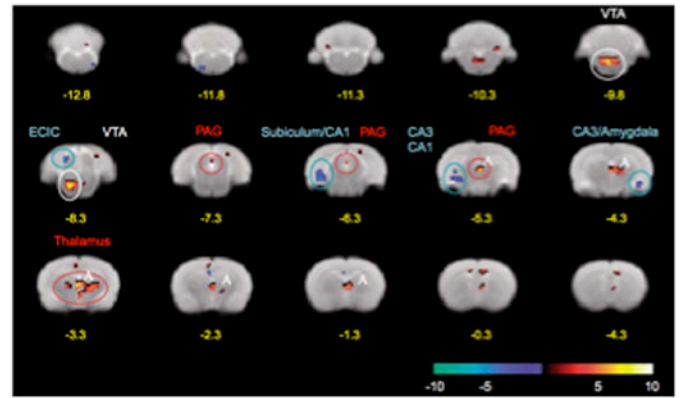 VTA
-12.8 -11.8 -11.3 -10.3 -9.8
ECIC VTA PAG Subiculum/CA1 PAG CA3 PAG CA3/Amygdala
CA1
-8.3 -7.3 -6.3 -5.3 -4.3
Thalamus
-3.3 -2.3 -1.3 -0.3 -4.3
-10 -5 5 10